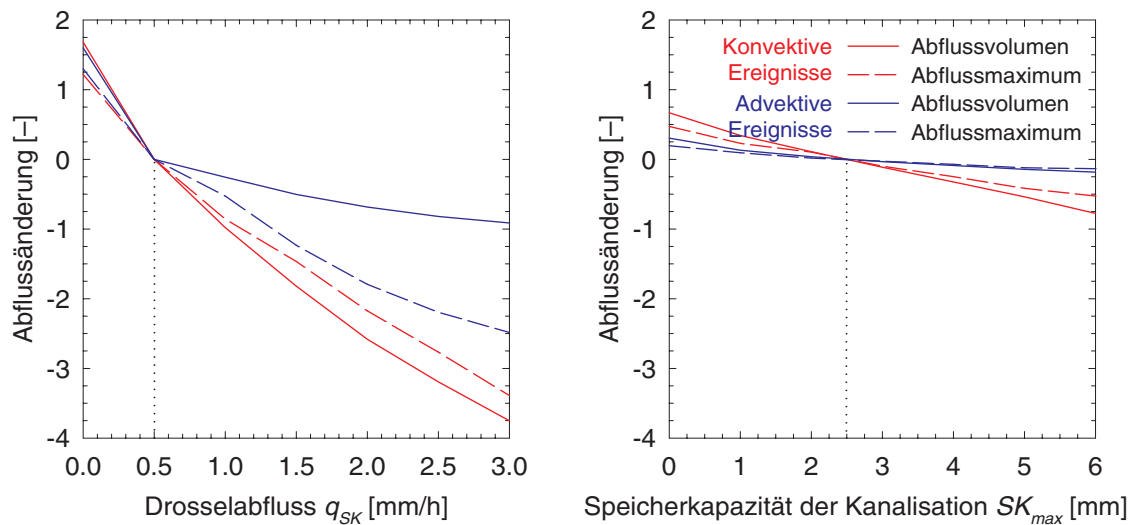 2
1
0
-1
-2
-3
-4
Abflussänderung [–]
0.0 0.5 1.0 1.5 2.0 2.5 3.0
Drosselabfluss qSK [mm/h]
2
1
0
-1
-2
-3
-4
Abflussänderung [–]
Konvektive Abflussvolumen
Ereignisse Abflussmaximum
Advektive Abflussvolumen
Ereignisse Abflussmaximum
0 1 2 3 4 5 6
Speicherkapazität der Kanalisation SKmax [mm]